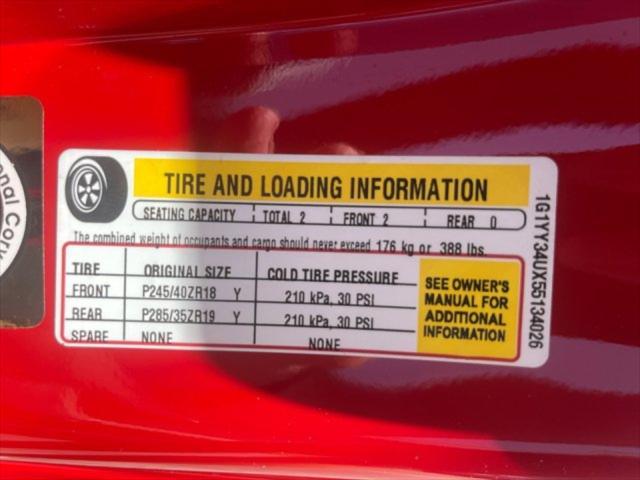 TIRE AND LOADING INFORMATION
SEATING CAPACITY TOTAL 2 FRONT 2 REAR 0
The combined weight of occupants and cargo should never exceed 176 kg or 388 lbs.
TIRE ORIGINAL SIZE COLD TIRE PRESSURE
FRONT P245/40ZR18 Y 210 kPa, 30 PSI
REAR P285/35ZR19 Y 210 kPa, 30 PSI
SPARE NONE NONE
SEE OWNER'S
MANUAL FOR
ADDITIONAL
INFORMATION
1G1YY34UX55134026
onal Corv